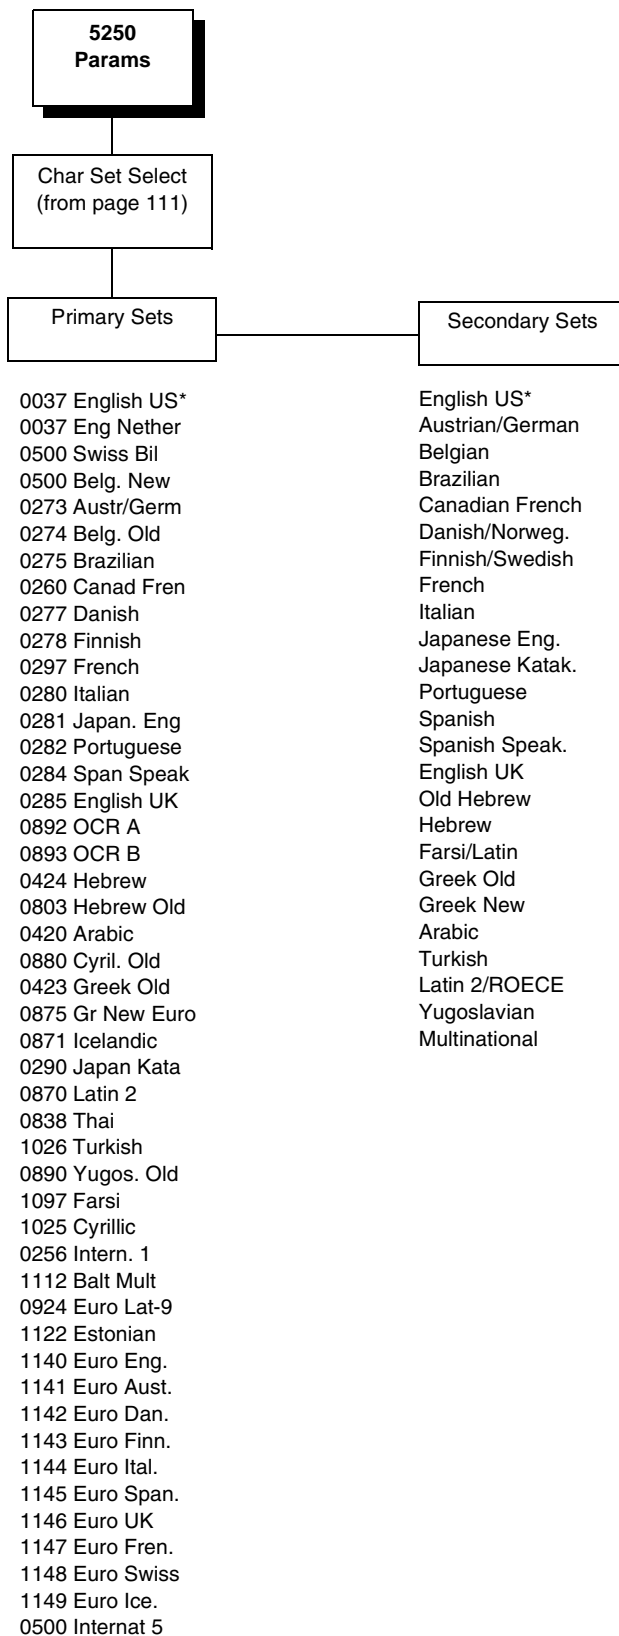 5250
Params
Char Set Select
(from page 111)
Primary Sets
Secondary Sets
0037 English US*
0037 Eng Nether
0500 Swiss Bil
0500 Belg. New
0273 Austr/Germ
0274 Belg. Old
0275 Brazilian
0260 Canad Fren
0277 Danish
0278 Finnish
0297 French
0280 Italian
0281 Japan. Eng
0282 Portuguese
0284 Span Speak
0285 English UK
0892 OCR A
0893 OCR B
0424 Hebrew
0803 Hebrew Old
0420 Arabic
0880 Cyril. Old
0423 Greek Old
0875 Gr New Euro
0871 Icelandic
0290 Japan Kata
0870 Latin 2
0838 Thai
1026 Turkish
0890 Yugos. Old
1097 Farsi
1025 Cyrillic
0256 Intern. 1
1112 Balt Mult
0924 Euro Lat-9
1122 Estonian
1140 Euro Eng.
1141 Euro Aust.
1142 Euro Dan.
1143 Euro Finn.
1144 Euro Ital.
1145 Euro Span.
1146 Euro UK
1147 Euro Fren.
1148 Euro Swiss
1149 Euro Ice.
0500 Internat 5
English US*
Austrian/German
Belgian
Brazilian
Canadian French
Danish/Norweg.
Finnish/Swedish
French
Italian
Japanese Eng.
Japanese Katak.
Portuguese
Spanish
Spanish Speak.
English UK
Old Hebrew
Hebrew
Farsi/Latin
Greek Old
Greek New
Arabic
Turkish
Latin 2/ROECE
Yugoslavian
Multinational